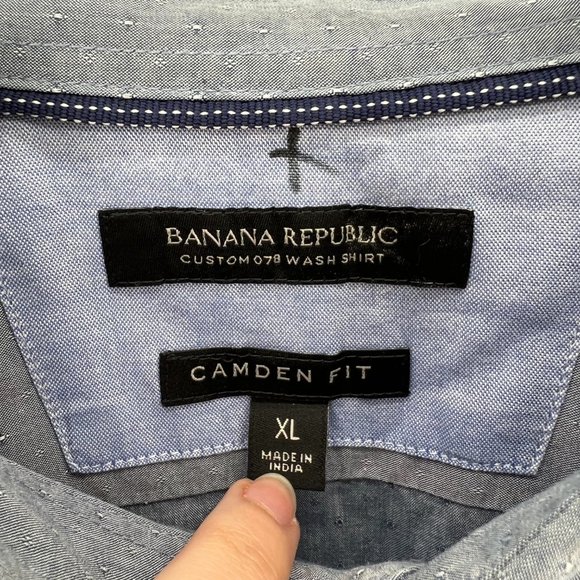 BANANA REPUBLIC
CUSTOM 078 WASH SHIRT
CAMDEN FIT
XL
MADE IN
INDIA